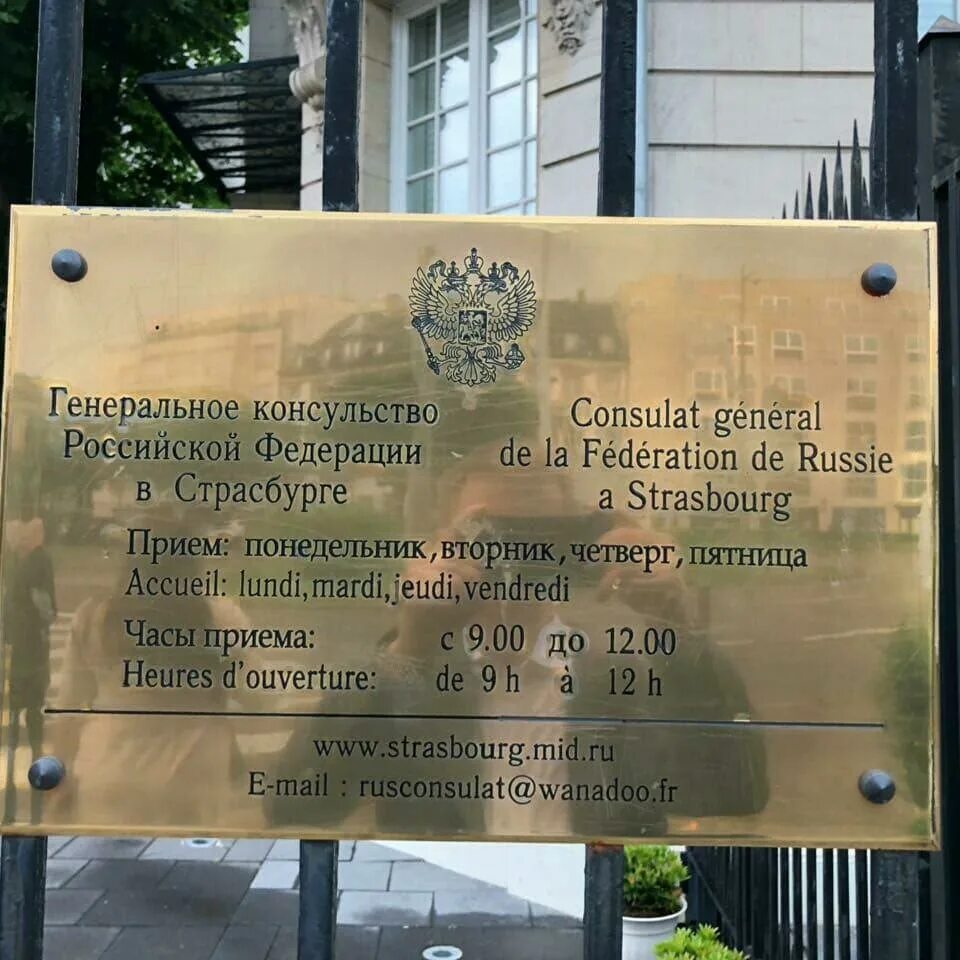 Генеральное консульство
Российской Федерации
в Страсбурге
Consulat général
de la Fédération de Russie
a Strasbourg
Прием: понедельник,вторник,четверг,пятница
Accueil: lundi,mardi,jeudi,vendredi
Часы приема: с 9.00 до 12.00
Heures d'ouverture: de 9 h à 12 h
www.strasbourg.mid.ru
E-mail : rusconsulat@wanadoo.fr